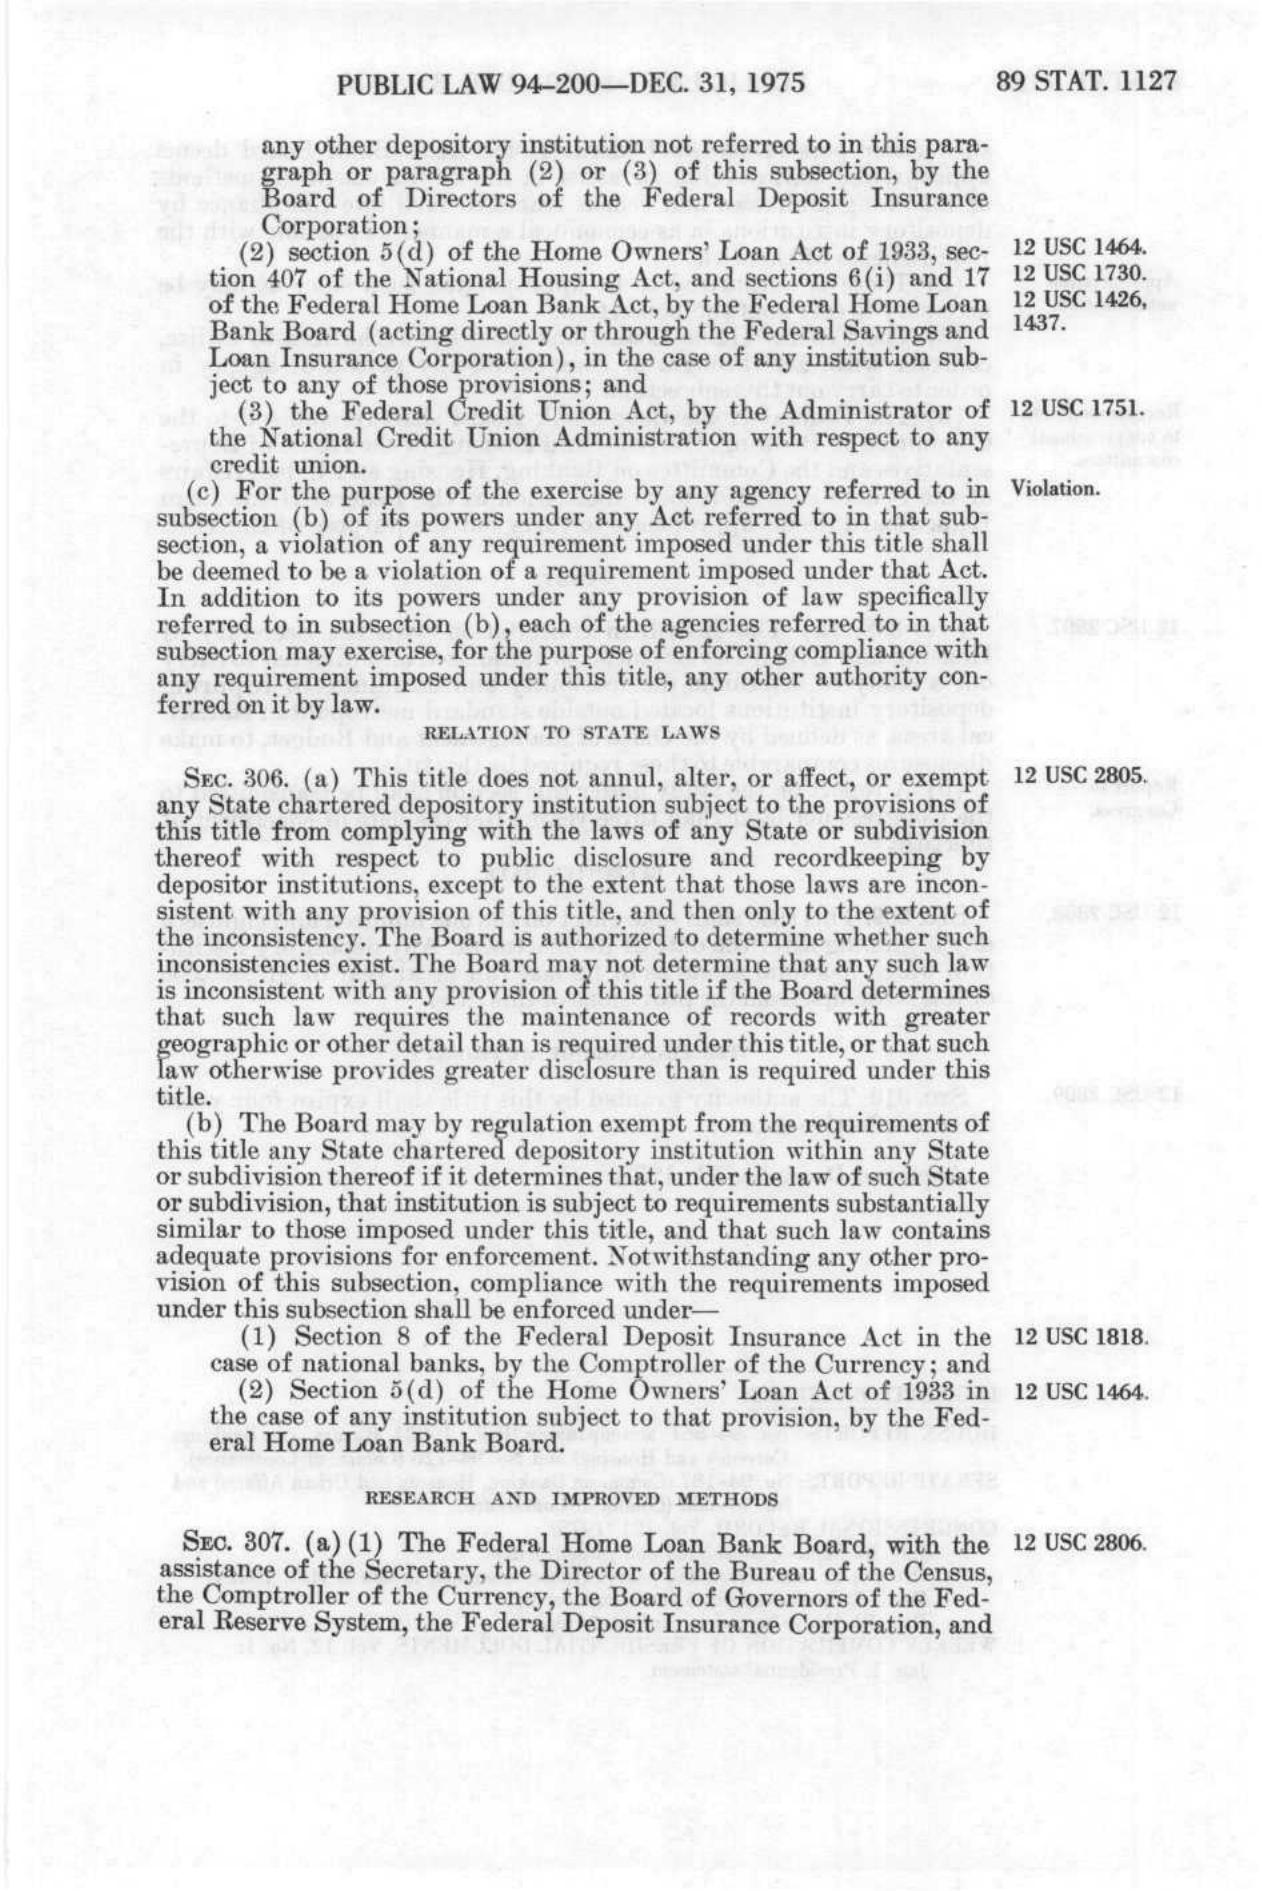 PUBLIC LAW 94-200—DEC. 31, 1975
89 STAT. 1127
any other depository institution not referred to in this para-
graph or paragraph (2) or (3) of this subsection, by the
Board of Directors of the Federal Deposit Insurance
Corporation;
(2) section 5(d) of the Home Owners' Loan Act of 1933, sec-
tion 407 of the National Housing Act, and sections 6(i) and 17
of the Federal Home Loan Bank Act, by the Federal Home Loan
Bank Board (acting directly or through the Federal Savings and
Loan Insurance Corporation), in the case of any institution sub-
ject to any of those provisions; and
12 USC 1464.
12 USC 1730.
12 USC 1426,
1437.
(3) the Federal Credit Union Act, by the Administrator of
the National Credit Union Administration with respect to any
credit union.
12 USC 1751.
(c) For the purpose of the exercise by any agency referred to in
subsection (b) of its powers under any Act referred to in that sub-
section, a violation of any requirement imposed under this title shall
be deemed to be a violation of a requirement imposed under that Act.
In addition to its powers under any provision of law specifically
referred to in subsection (b), each of the agencies referred to in that
subsection may exercise, for the purpose of enforcing compliance with
any requirement imposed under this title, any other authority con-
ferred on it by law.
Violation.
RELATION TO STATE LAWS
SEC. 306. (a) This title does not annul, alter, or affect, or exempt
any State chartered depository institution subject to the provisions of
this title from complying with the laws of any State or subdivision
thereof with respect to public disclosure and recordkeeping by
depositor institutions, except to the extent that those laws are incon-
sistent with any provision of this title, and then only to the extent of
the inconsistency. The Board is authorized to determine whether such
inconsistencies exist. The Board may not determine that any such law
is inconsistent with any provision of this title if the Board determines
that such law requires the maintenance of records with greater
geographic or other detail than is required under this title, or that such
law otherwise provides greater disclosure than is required under this
title.
12 USC 2805.
(b) The Board may by regulation exempt from the requirements of
this title any State chartered depository institution within any State
or subdivision thereof if it determines that, under the law of such State
or subdivision, that institution is subject to requirements substantially
similar to those imposed under this title, and that such law contains
adequate provisions for enforcement. Notwithstanding any other pro-
vision of this subsection, compliance with the requirements imposed
under this subsection shall be enforced under—
(1) Section 8 of the Federal Deposit Insurance Act in the
case of national banks, by the Comptroller of the Currency; and
12 USC 1818.
(2) Section 5(d) of the Home Owners' Loan Act of 1933 in
the case of any institution subject to that provision, by the Fed-
eral Home Loan Bank Board.
12 USC 1464.
RESEARCH AND IMPROVED METHODS
SEC. 307. (a)(1) The Federal Home Loan Bank Board, with the
assistance of the Secretary, the Director of the Bureau of the Census,
the Comptroller of the Currency, the Board of Governors of the Fed-
eral Reserve System, the Federal Deposit Insurance Corporation, and
12 USC 2806.